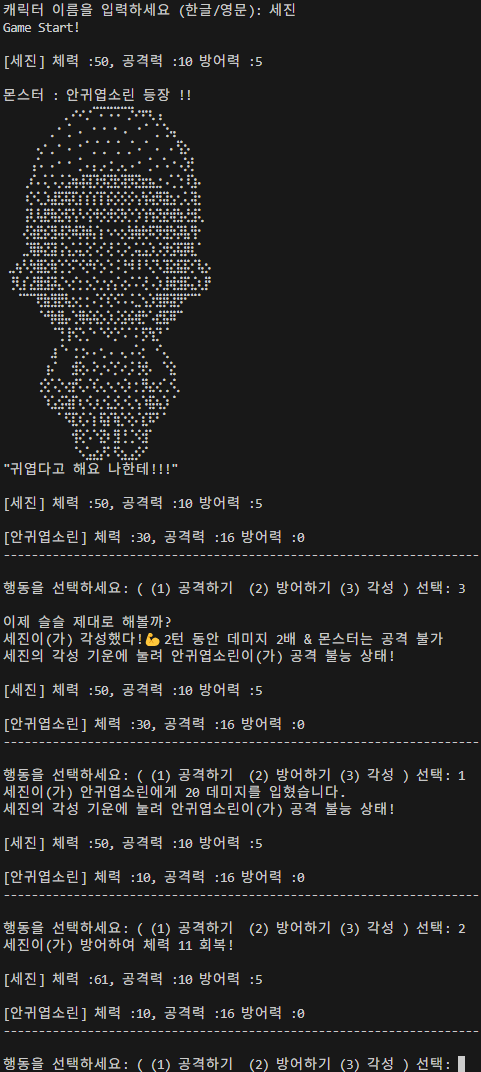 캐릭터 이름을 입력하세요 (한글/영문): 세진
Game Start!
[세진] 체력 :50, 공격력 :10 방어력 :5
몬스터 : 안귀엽소린 등장 !!
"귀엽다고 해요 나한테!!!"
[세진] 체력 :50, 공격력 :10 방어력 :5
[안귀엽소린] 체력 :30, 공격력 :16 방어력 :0
------------------------------------------------------------
행동을 선택하세요: ( (1) 공격하기  (2) 방어하기 (3) 각성 ) 선택: 3
이제 슬슬 제대로 해볼까?
세진이(가) 각성했다!💪 2턴 동안 데미지 2배 & 몬스터는 공격 불가
세진의 각성 기운에 눌려 안귀엽소린이(가) 공격 불능 상태!
[세진] 체력 :50, 공격력 :10 방어력 :5
[안귀엽소린] 체력 :30, 공격력 :16 방어력 :0
------------------------------------------------------------
행동을 선택하세요: ( (1) 공격하기  (2) 방어하기 (3) 각성 ) 선택: 1
세진이(가) 안귀엽소린에게 20 데미지를 입혔습니다.
세진의 각성 기운에 눌려 안귀엽소린이(가) 공격 불능 상태!
[세진] 체력 :50, 공격력 :10 방어력 :5
[안귀엽소린] 체력 :10, 공격력 :16 방어력 :0
------------------------------------------------------------
행동을 선택하세요: ( (1) 공격하기  (2) 방어하기 (3) 각성 ) 선택: 2
세진이(가) 방어하여 체력 11 회복!
[세진] 체력 :61, 공격력 :10 방어력 :5
[안귀엽소린] 체력 :10, 공격력 :16 방어력 :0
------------------------------------------------------------
행동을 선택하세요: ( (1) 공격하기  (2) 방어하기 (3) 각성 ) 선택: